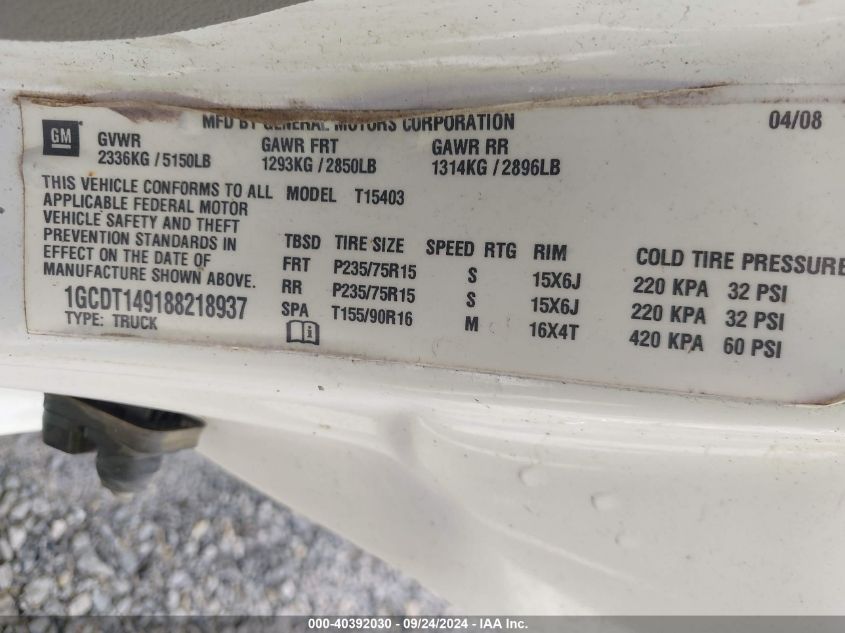 MFD BY GENERAL MOTORS CORPORATION
04/08
GM
GVWR
2336KG / 5150LB
GAWR FRT
1293KG / 2850LB
GAWR RR
1314KG / 2896LB
THIS VEHICLE CONFORMS TO ALL
APPLICABLE FEDERAL MOTOR
VEHICLE SAFETY AND THEFT
PREVENTION STANDARDS IN
EFFECT ON THE DATE OF
MANUFACTURE SHOWN ABOVE.
1GCDT149188218937
TYPE: TRUCK
MODEL T15403
TBSD TIRE SIZE SPEED RTG RIM COLD TIRE PRESSURE
FRT P235/75R15 S 15X6J 220 KPA 32 PSI
RR P235/75R15 S 15X6J 220 KPA 32 PSI
SPA T155/90R16 M 16X4T 420 KPA 60 PSI
000-40392030 - 09/24/2024 - IAA Inc.